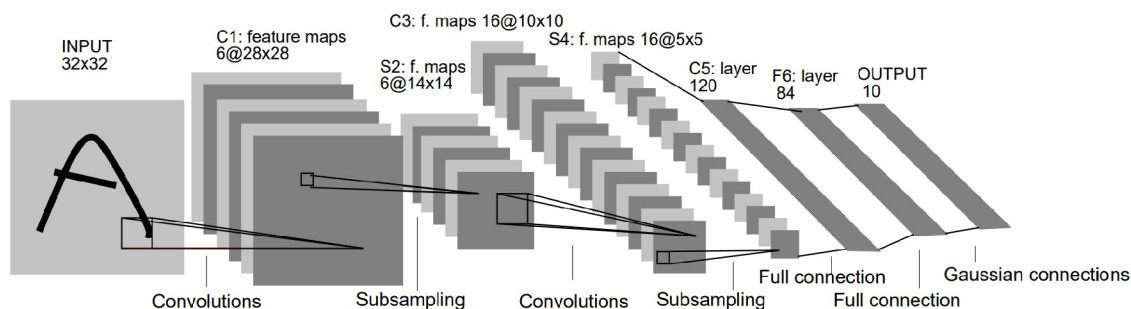 INPUT
32x32
C1: feature maps
6@28x28
S2: f. maps
6@14x14
C3: f. maps 16@10x10
S4: f. maps 16@5x5
C5: layer
120
F6: layer
84
OUTPUT
10
Convolutions
Subsampling
Convolutions
Subsampling
Full connection
Full connection
Gaussian connections
A